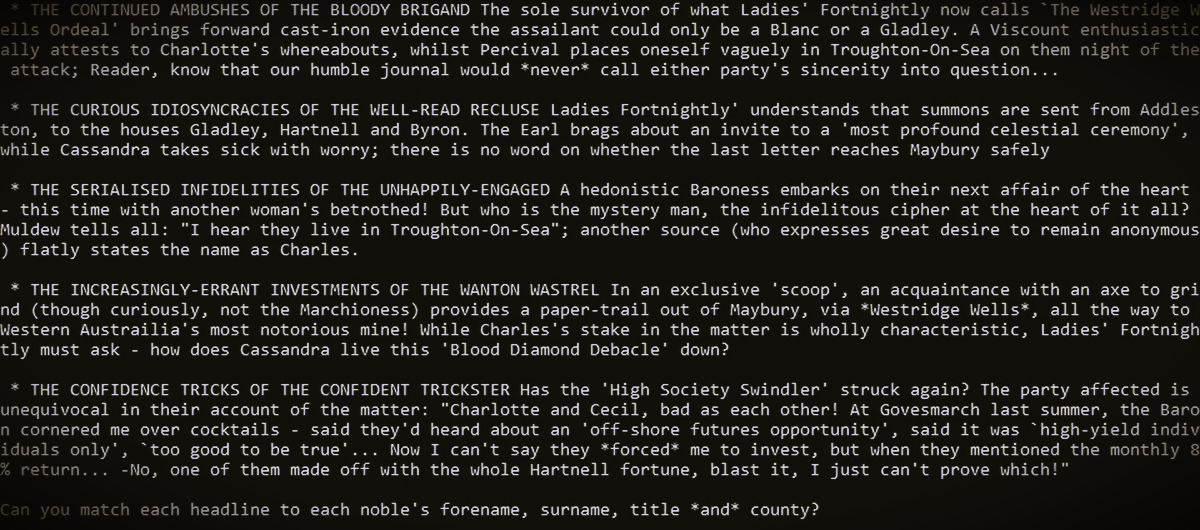 * THE CONTINUED AMBUSHES OF THE BLOODY BRIGAND The sole survivor of what Ladies' Fortnightly now calls `The Westridge W
ells Ordeal' brings forward cast-iron evidence the assailant could only be a Blanc or a Gladley. A Viscount enthusiastic
ally attests to Charlotte's whereabouts, whilst Percival places oneself vaguely in Troughton-On-Sea on them night of the
attack; Reader, know that our humble journal would *never* call either party's sincerity into question...
* THE CURIOUS IDIOSYNCRACIES OF THE WELL-READ RECLUSE Ladies Fortnightly' understands that summons are sent from Addles
ton, to the houses Gladley, Hartnell and Byron. The Earl brags about an invite to a 'most profound celestial ceremony',
while Cassandra takes sick with worry; there is no word on whether the last letter reaches Maybury safely
* THE SERIALISED INFIDELITIES OF THE UNHAPPILY-ENGAGED A hedonistic Baroness embarks on their next affair of the heart
- this time with another woman's betrothed! But who is the mystery man, the infidelitous cipher at the heart of it all?
Muldew tells all: "I hear they live in Troughton-On-Sea"; another source (who expresses great desire to remain anonymous
) flatly states the name as Charles.
* THE INCREASINGLY-ERRANT INVESTMENTS OF THE WANTON WASTREL In an exclusive 'scoop', an acquaintance with an axe to gri
nd (though curiously, not the Marchioness) provides a paper-trail out of Maybury, via *Westridge Wells*, all the way to
Western Austrailia's most notorious mine! While Charles's stake in the matter is wholly characteristic, Ladies' Fortnigh
tly must ask - how does Cassandra live this 'Blood Diamond Debacle' down?
* THE CONFIDENCE TRICKS OF THE CONFIDENT TRICKSTER Has the 'High Society Swindler' struck again? The party affected is
unequivocal in their account of the matter: "Charlotte and Cecil, bad as each other! At Govesmarch last summer, the Baro
n cornered me over cocktails - said they'd heard about an 'off-shore futures opportunity', said it was `high-yield indiv
iduals only', `too good to be true'... Now I can't say they *forced* me to invest, but when they mentioned the monthly 8
% return... -No, one of them made off with the whole Hartnell fortune, blast it, I just can't prove which!"
Can you match each headline to each noble's forename, surname, title *and* county?